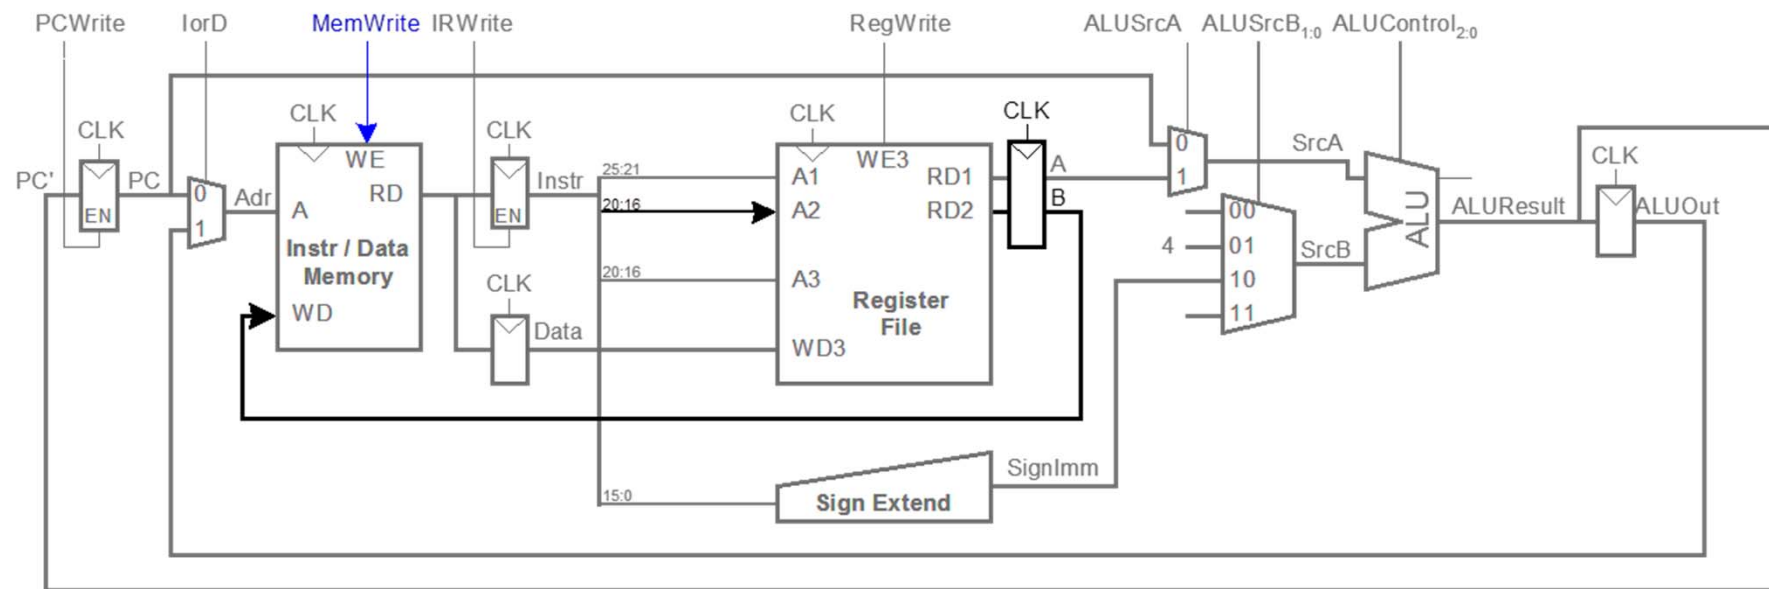 PCWrite IorD MemWrite IRWrite RegWrite ALUSrcA ALUSrcB1:0 ALUControl2:0
CLK CLK CLK CLK CLK CLK
PC' PC EN
0 1 Adr
WE
A RD
Instr / Data
Memory
WD
EN Instr
CLK
Data
25:21
20:16
20:16
15:0
WE3
A1 RD1
A2 RD2
A3
Register
File
WD3
A
B
Sign Extend
SignImm
0
1
SrcA
00
4 01
10
11
SrcB
ALU
ALUResult
ALUOut